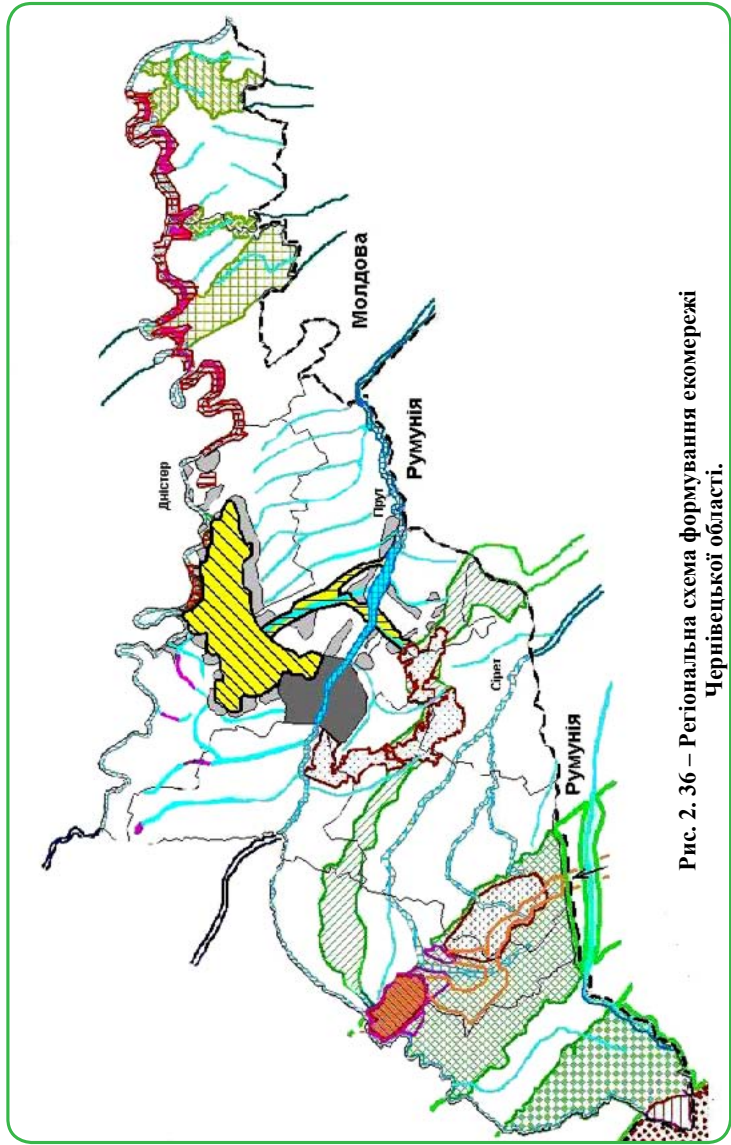 Дністер
Молдова
Румунія
Прут
Сірет
Румунія
Рис. 2. 36 – Регіональна схема формування екомережі
Чернівецької області.